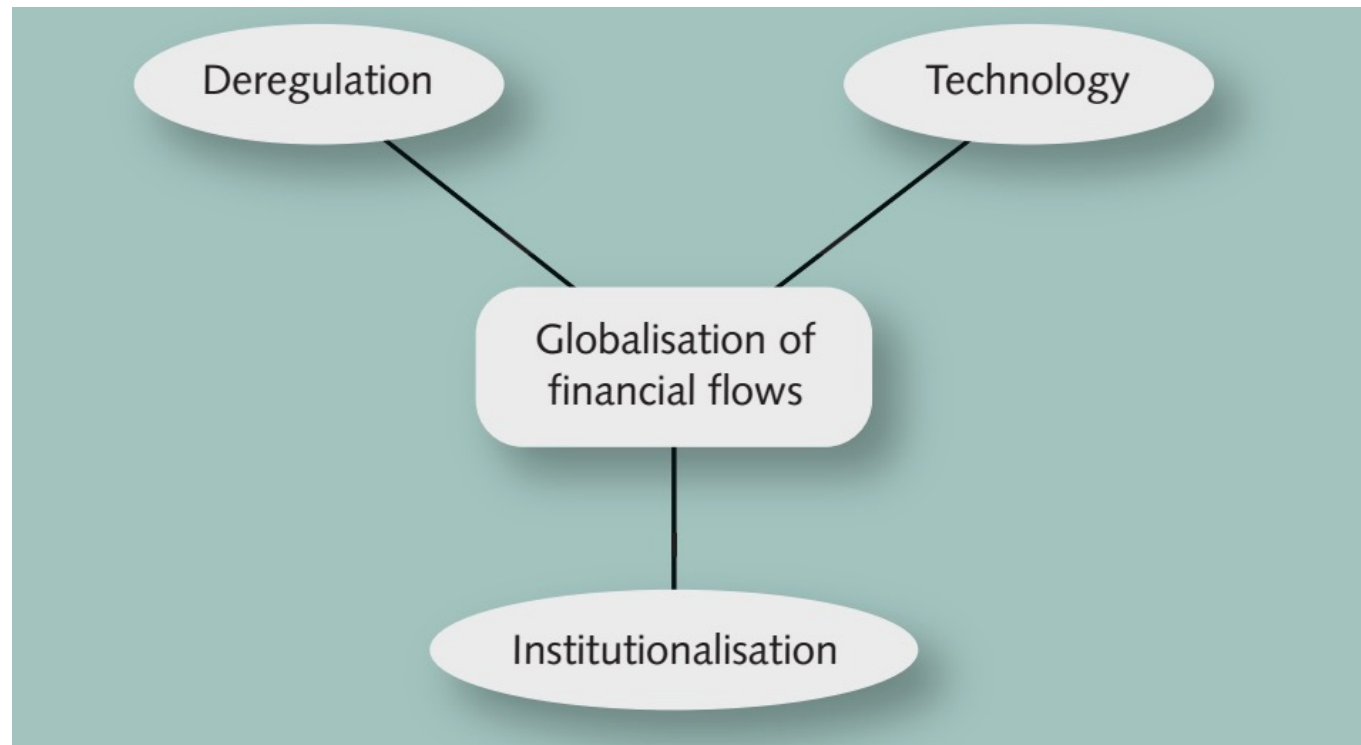 Deregulation
Technology
Globalisation of
financial flows
Institutionalisation